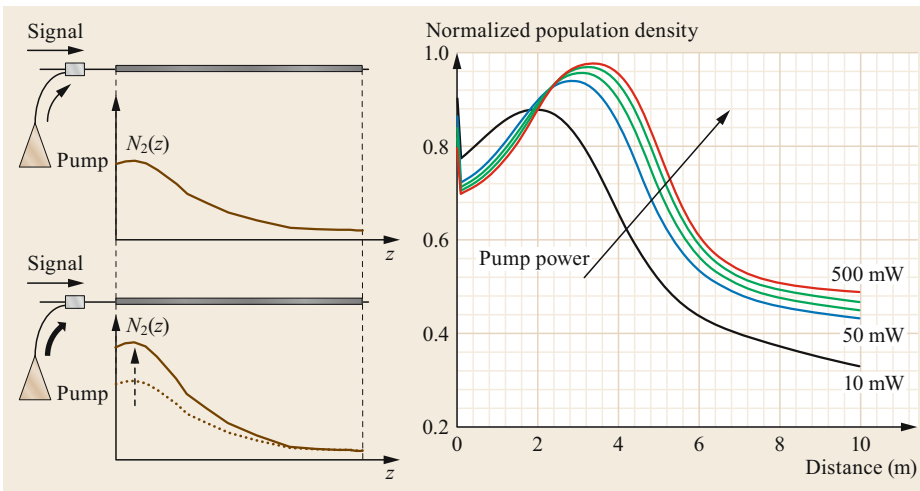 Signal
Pump
N₂(z)
z
Signal
Pump
N₂(z)
z
Normalized population density
1.0
0.8
0.6
0.4
0.2
0 2 4 6 8 10
Distance (m)
Pump power
500 mW
50 mW
10 mW